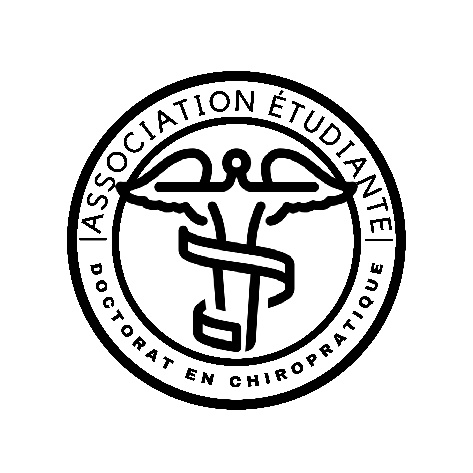 ASSOCIATION ÉTUDIANTE
DOCTORAT EN CHIROPRATIQUE